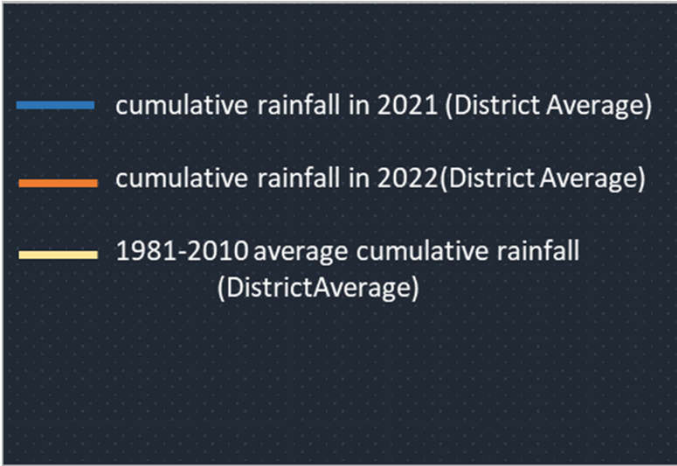 cumulative rainfall in 2021 (District Average)
cumulative rainfall in 2022(District Average)
1981-2010 average cumulative rainfall
(DistrictAverage)